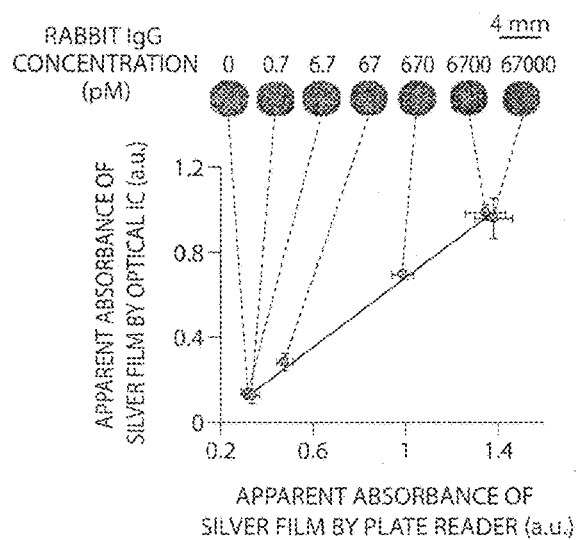 4 mm
RABBIT IgG
CONCENTRATION
(pM)
0 0.7 6.7 67 670 6700 67000
APPARENT ABSORBANCE OF
SILVER FILM BY OPTICAL IC (a.u.)
1.2
0.8
0.4
0
0.2 0.6 1 1.4
APPARENT ABSORBANCE OF
SILVER FILM BY PLATE READER (a.u.)